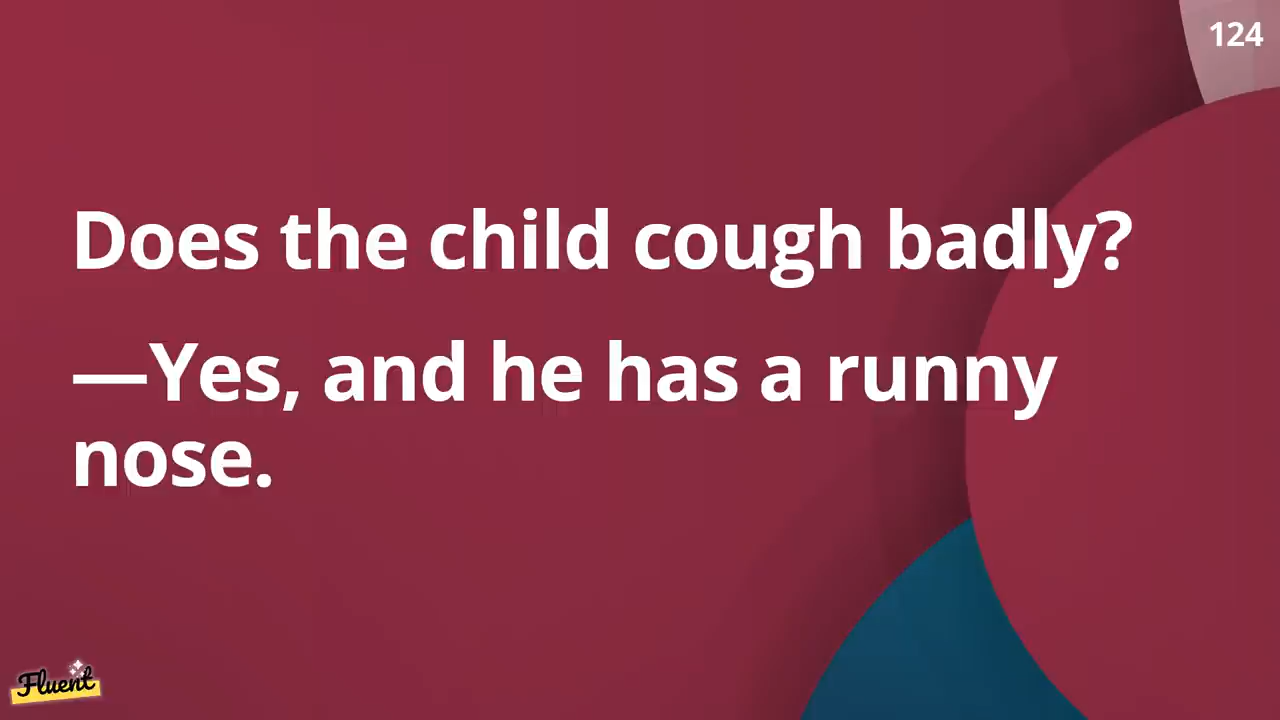 124
Does the child cough badly?
—Yes, and he has a runny
nose.
Fluent